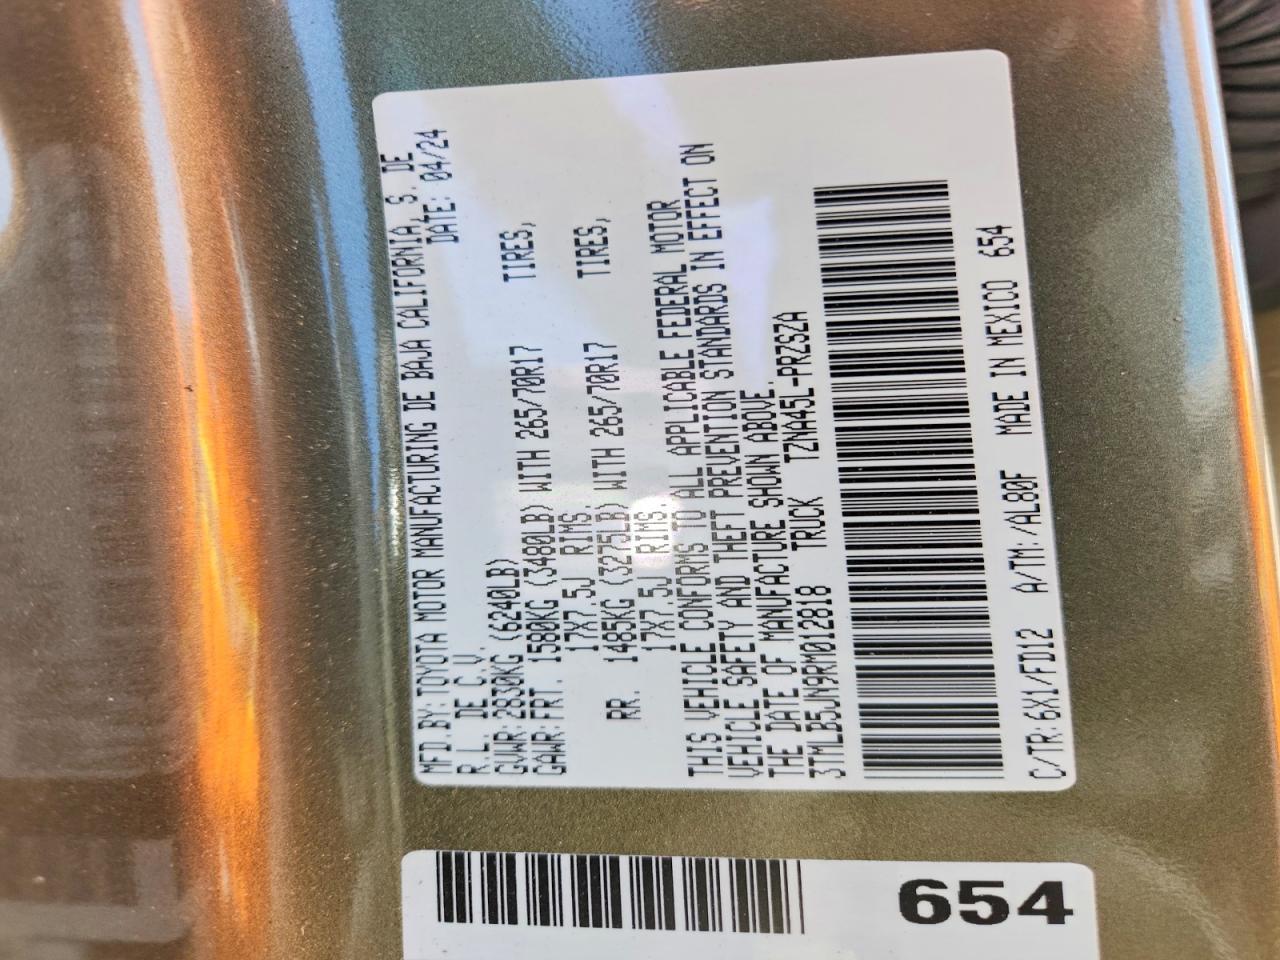 MFD. BY: TOYOTA MOTOR MANUFACTURING DE BAJA CALIFORNIA, S. DE
R.L. DE C.V. DATE: 04/24
GVWR: 2830KG (6240LB)
GAWR: FRT. 1580KG (3480LB) WITH 265/70R17 TIRES,
17X7.5J RIMS
RR. 1485KG (3275LB) WITH 265/70R17 TIRES,
17X7.5J RIMS.
THIS VEHICLE CONFORMS TO ALL APPLICABLE FEDERAL MOTOR
VEHICLE SAFETY AND THEFT PREVENTION STANDARDS IN EFFECT ON
THE DATE OF MANUFACTURE SHOWN ABOVE.
3TMLB5JN9RM012818 TRUCK TZNA45L-PRZSZA
C/TR: 6X1/FD12 A/TM: /AL80F MADE IN MEXICO 654
654